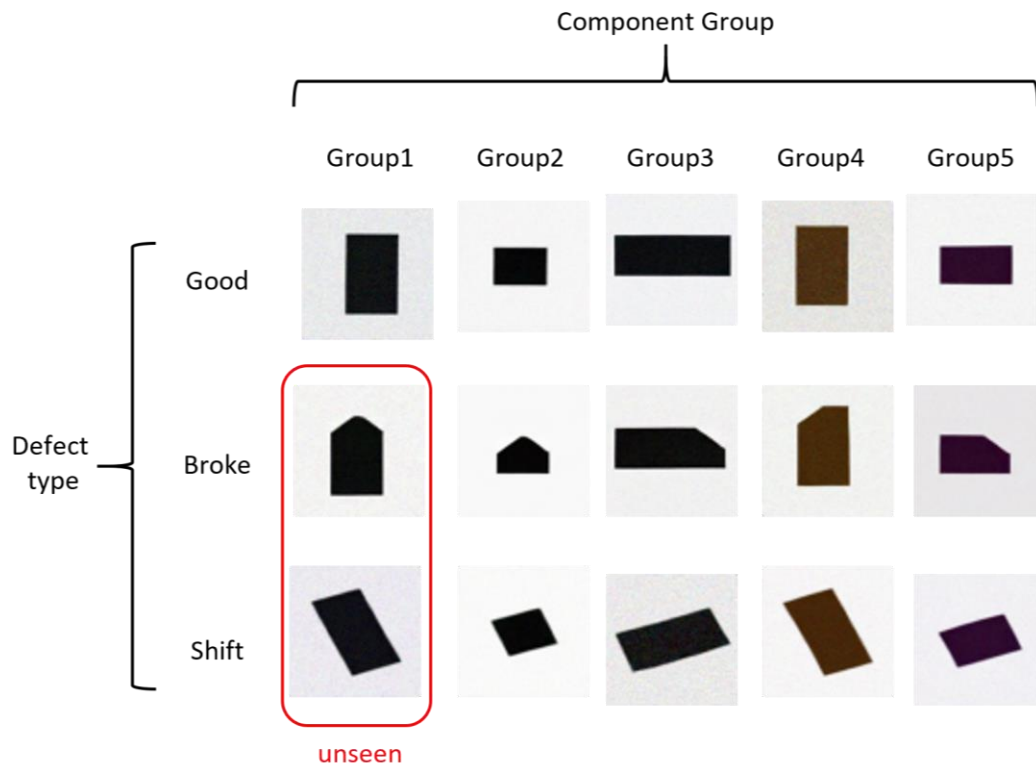 Component Group
Group1 Group2 Group3 Group4 Group5
Good
Broke
Defect
type
Shift
unseen